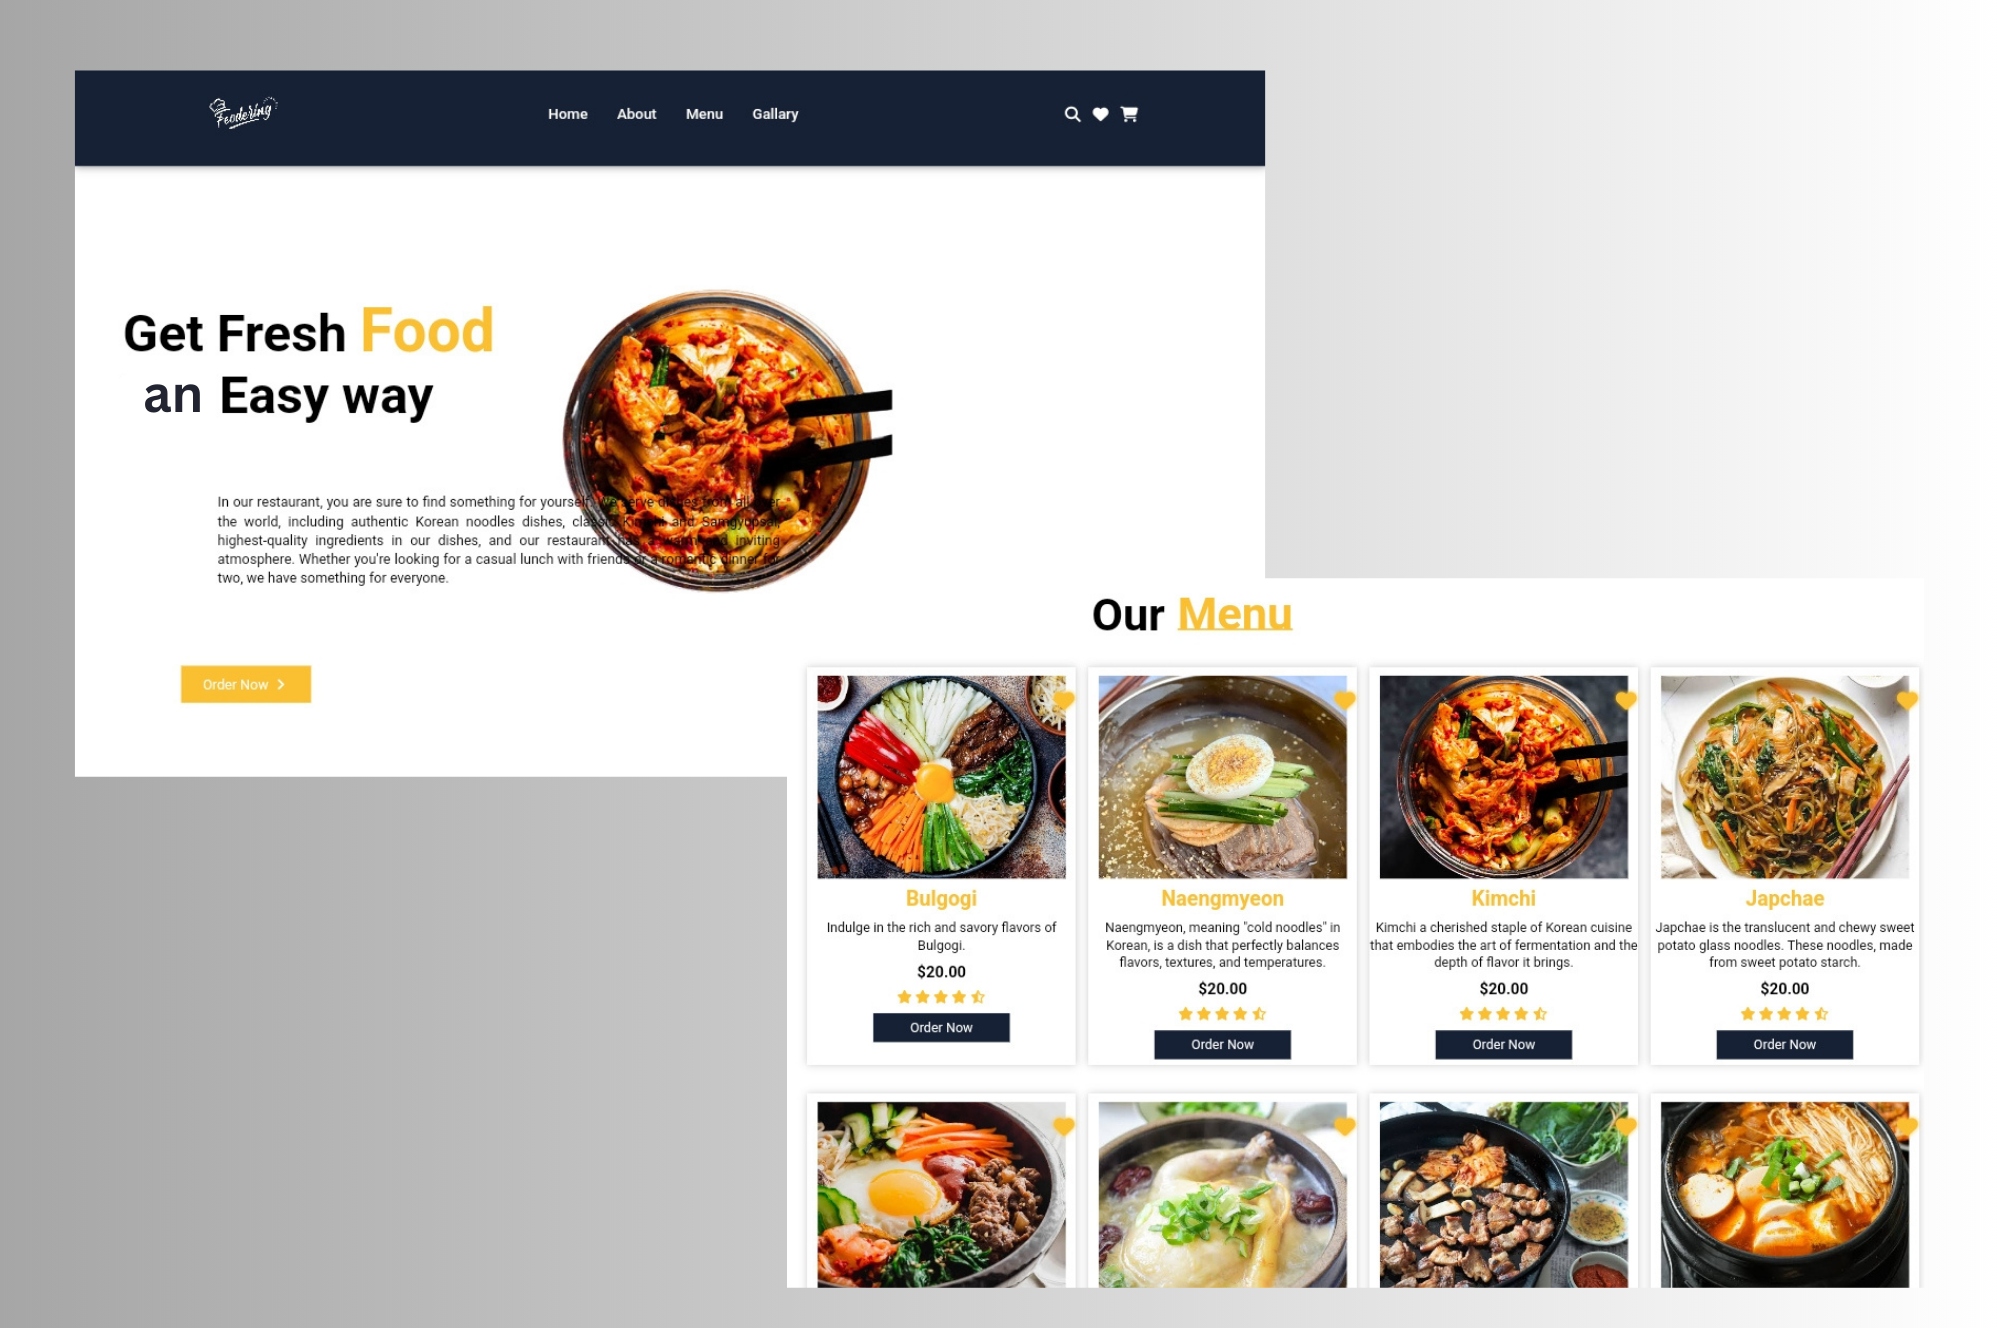 Foodering
Home About Menu Gallary
Get Fresh Food
an Easy way
In our restaurant, you are sure to find something for yourself. We serve dishes from all over
the world, including authentic Korean noodles dishes, classic Kimchi and Samgyupsal,
highest-quality ingredients in our dishes, and our restaurant has a warm and inviting
atmosphere. Whether you're looking for a casual lunch with friends or a romantic dinner for
two, we have something for everyone.
Order Now
Our Menu
Bulgogi
Indulge in the rich and savory flavors of
Bulgogi.
$20.00
Order Now
Naengmyeon
Naengmyeon, meaning "cold noodles" in
Korean, is a dish that perfectly balances
flavors, textures, and temperatures.
$20.00
Order Now
Kimchi
Kimchi a cherished staple of Korean cuisine
that embodies the art of fermentation and the
depth of flavor it brings.
$20.00
Order Now
Japchae
Japchae is the translucent and chewy sweet
potato glass noodles. These noodles, made
from sweet potato starch.
$20.00
Order Now